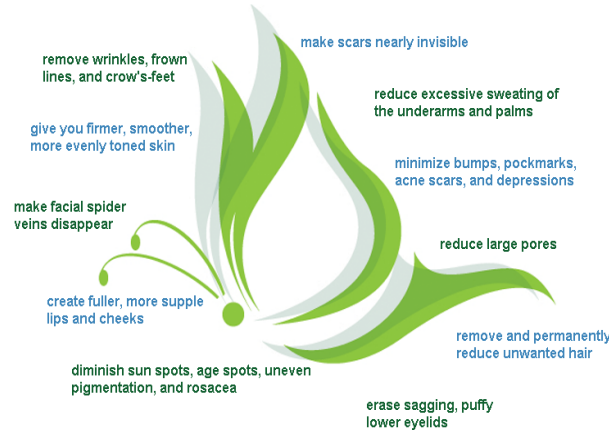 make scars nearly invisible
remove wrinkles, frown
lines, and crow's-feet
reduce excessive sweating of
the underarms and palms
give you firmer, smoother,
more evenly toned skin
minimize bumps, pockmarks,
acne scars, and depressions
make facial spider
veins disappear
reduce large pores
create fuller, more supple
lips and cheeks
remove and permanently
reduce unwanted hair
diminish sun spots, age spots, uneven
pigmentation, and rosacea
erase sagging, puffy
lower eyelids